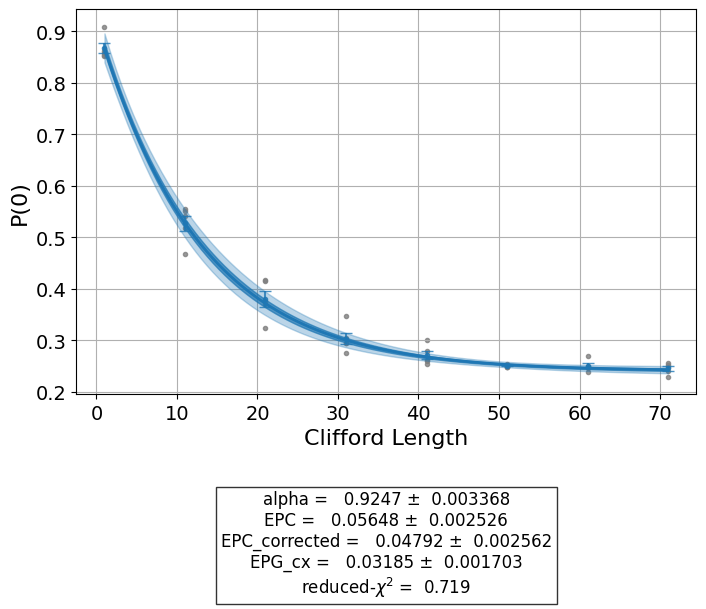 0.9
0.8
0.7
0.6
0.5
0.4
0.3
0.2
P(0)
0 10 20 30 40 50 60 70
Clifford Length
alpha = 0.9247 ± 0.003368
EPC = 0.05648 ± 0.002526
EPC_corrected = 0.04792 ± 0.002562
EPG_cx = 0.03185 ± 0.001703
reduced-χ² = 0.719